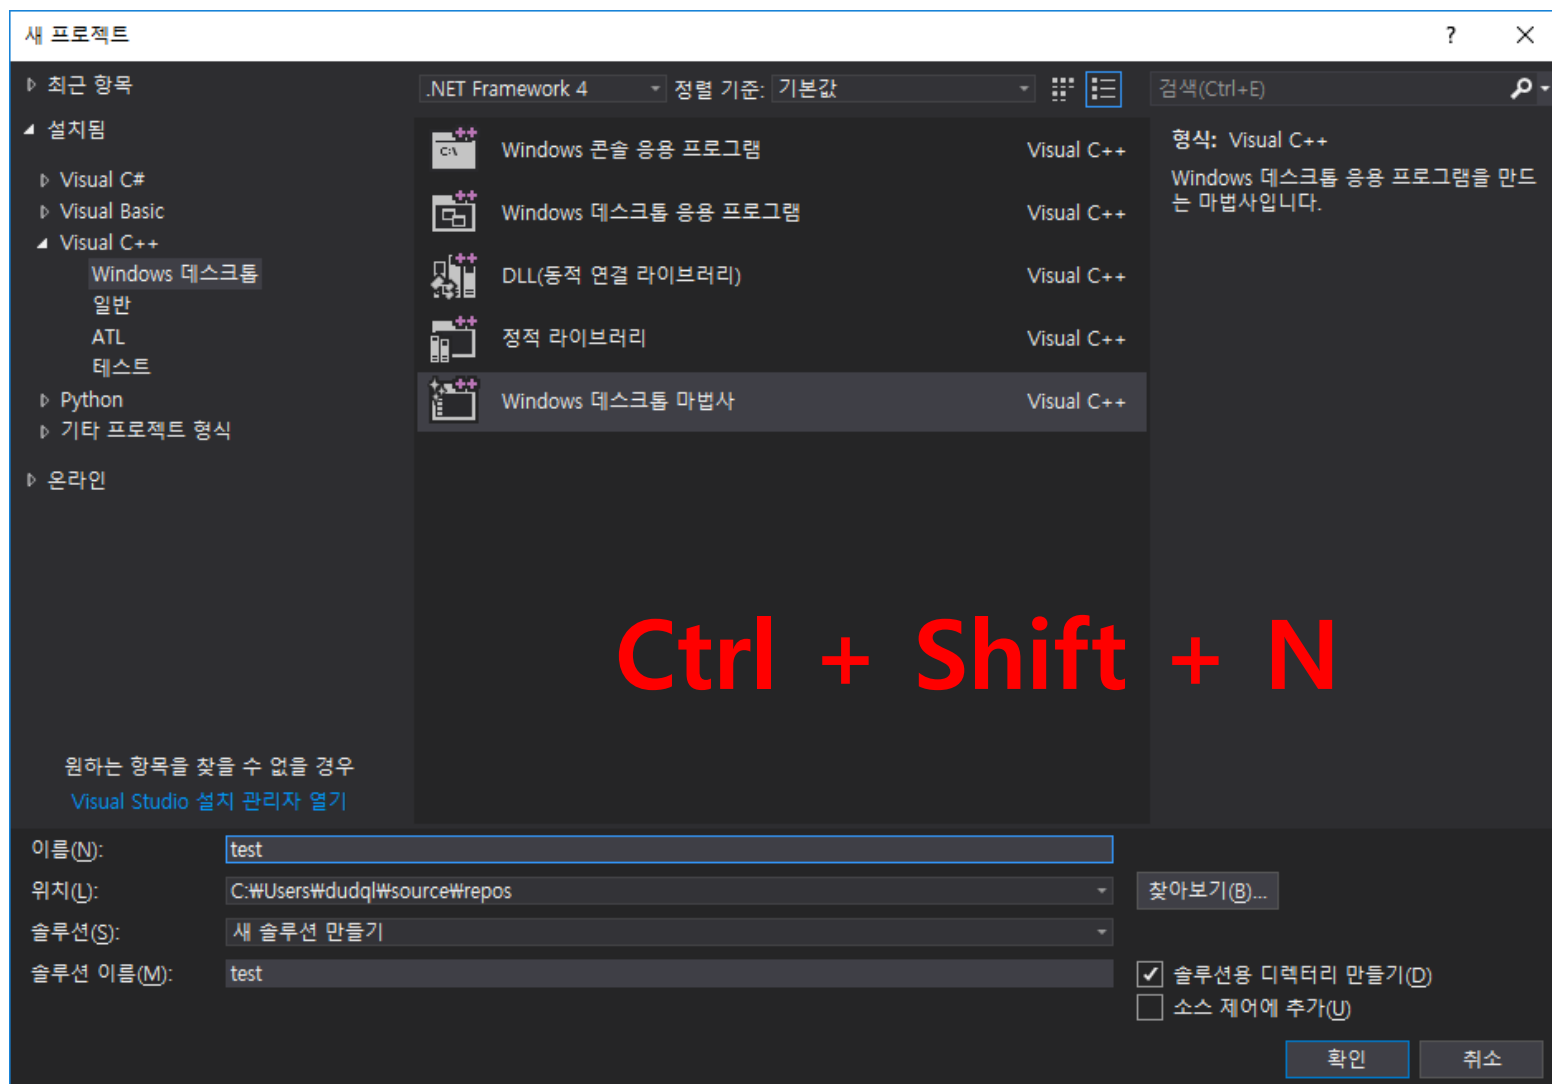 새 프로젝트
?
최근 항목
.NET Framework 4
정렬 기준: 기본값
검색(Ctrl+E)
설치됨
Visual C#
Visual Basic
Visual C++
Windows 데스크톱
일반
ATL
테스트
Python
기타 프로젝트 형식
온라인
C:\
Windows 콘솔 응용 프로그램 Visual C++
Windows 데스크톱 응용 프로그램 Visual C++
DLL(동적 연결 라이브러리) Visual C++
정적 라이브러리 Visual C++
Windows 데스크톱 마법사 Visual C++
형식: Visual C++
Windows 데스크톱 응용 프로그램을 만드
는 마법사입니다.
Ctrl + Shift + N
원하는 항목을 찾을 수 없을 경우
Visual Studio 설치 관리자 열기
이름(N): test
위치(L): C:₩Users₩dudql₩source₩repos 찾아보기(B)...
솔루션(S): 새 솔루션 만들기
솔루션 이름(M): test
솔루션용 디렉터리 만들기(D)
소스 제어에 추가(U)
확인 취소